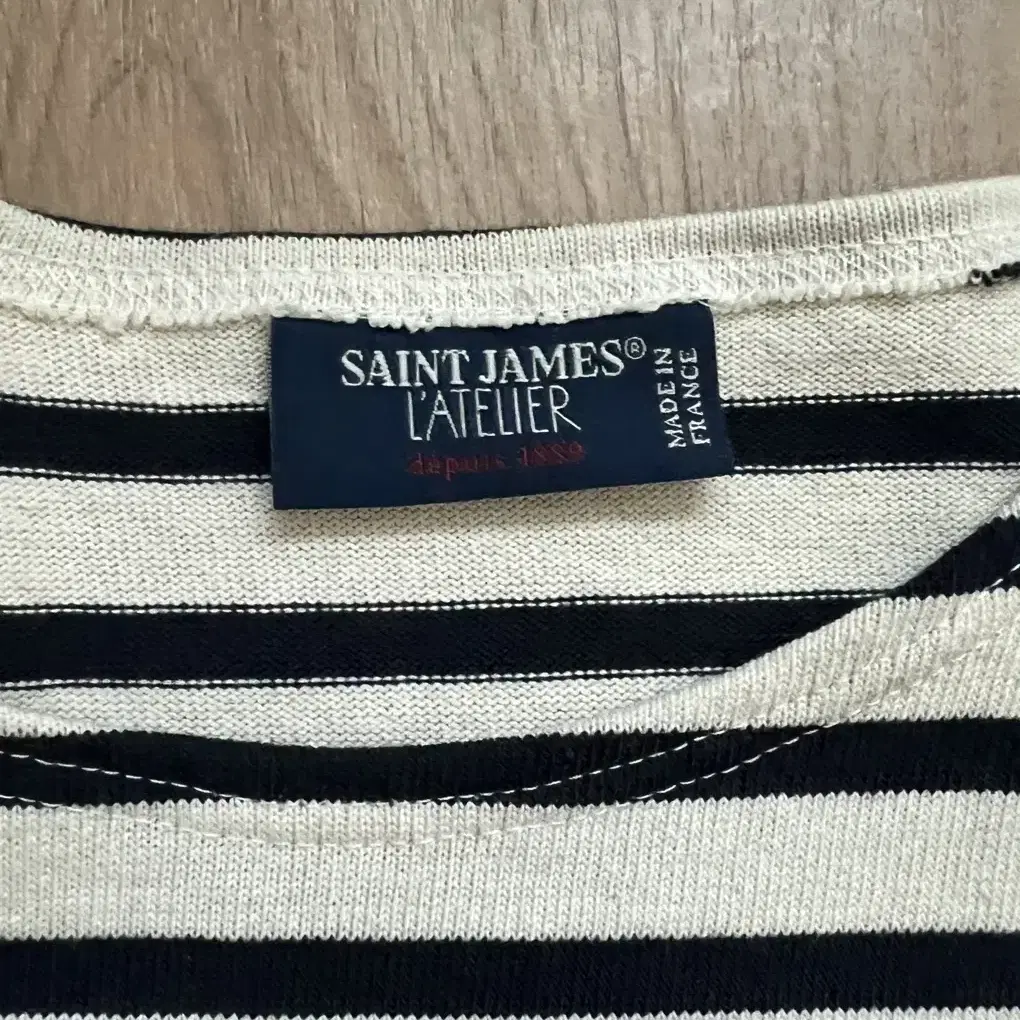 SAINT JAMES®
L'ATELIER
depuis 1889
MADE IN
FRANCE